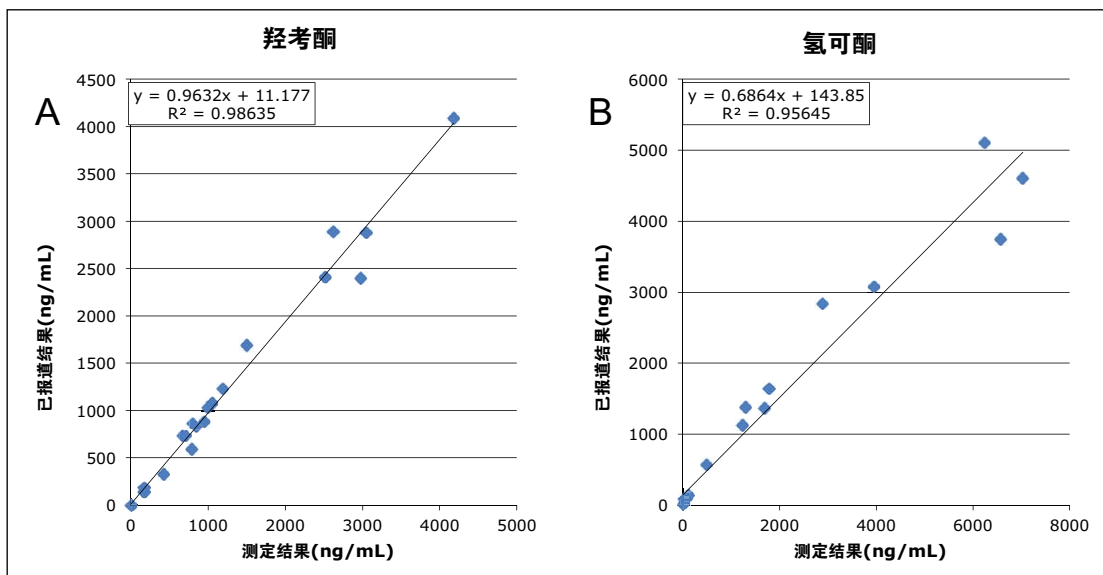 羟考酮
A
y = 0.9632x + 11.177
R² = 0.98635
4500
4000
3500
3000
2500
2000
1500
1000
500
0
0 1000 2000 3000 4000 5000
已报道结果(ng/mL)
测定结果(ng/mL)
氢可酮
B
y = 0.6864x + 143.85
R² = 0.95645
6000
5000
4000
3000
2000
1000
0
0 2000 4000 6000 8000
已报道结果(ng/mL)
测定结果(ng/mL)